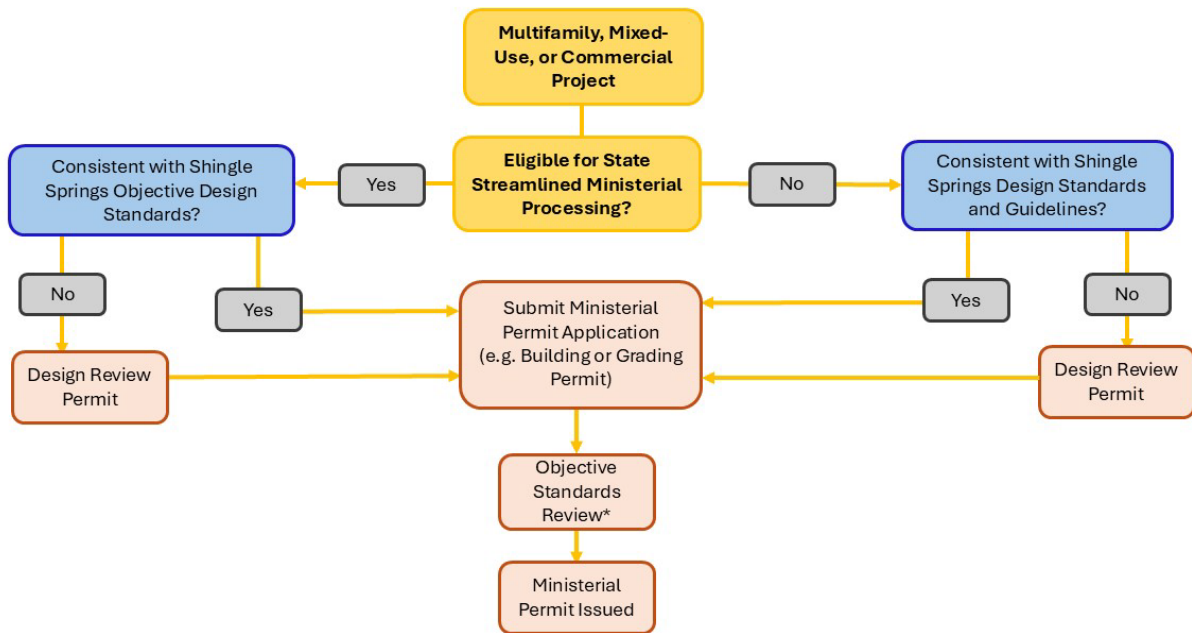 Multifamily, Mixed-
Use, or Commercial
Project
Consistent with Shingle
Springs Objective Design
Standards?
Yes
Eligible for State
Streamlined Ministerial
Processing?
No
Consistent with Shingle
Springs Design Standards
and Guidelines?
No
Yes
Submit Ministerial
Permit Application
(e.g. Building or Grading
Permit)
Yes
No
Design Review
Permit
Design Review
Permit
Objective
Standards
Review*
Ministerial
Permit Issued